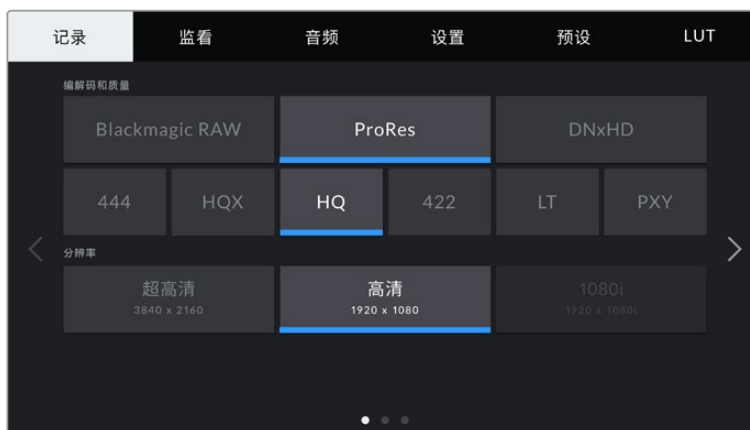 记录 监看 音频 设置 预设 LUT
编解码和质量
Blackmagic RAW ProRes DNxHD
444 HQX HQ 422 LT PXY
分辨率
超高清 高清 1080i
3840 x 2160 1920 x 1080 1920 x 1080i